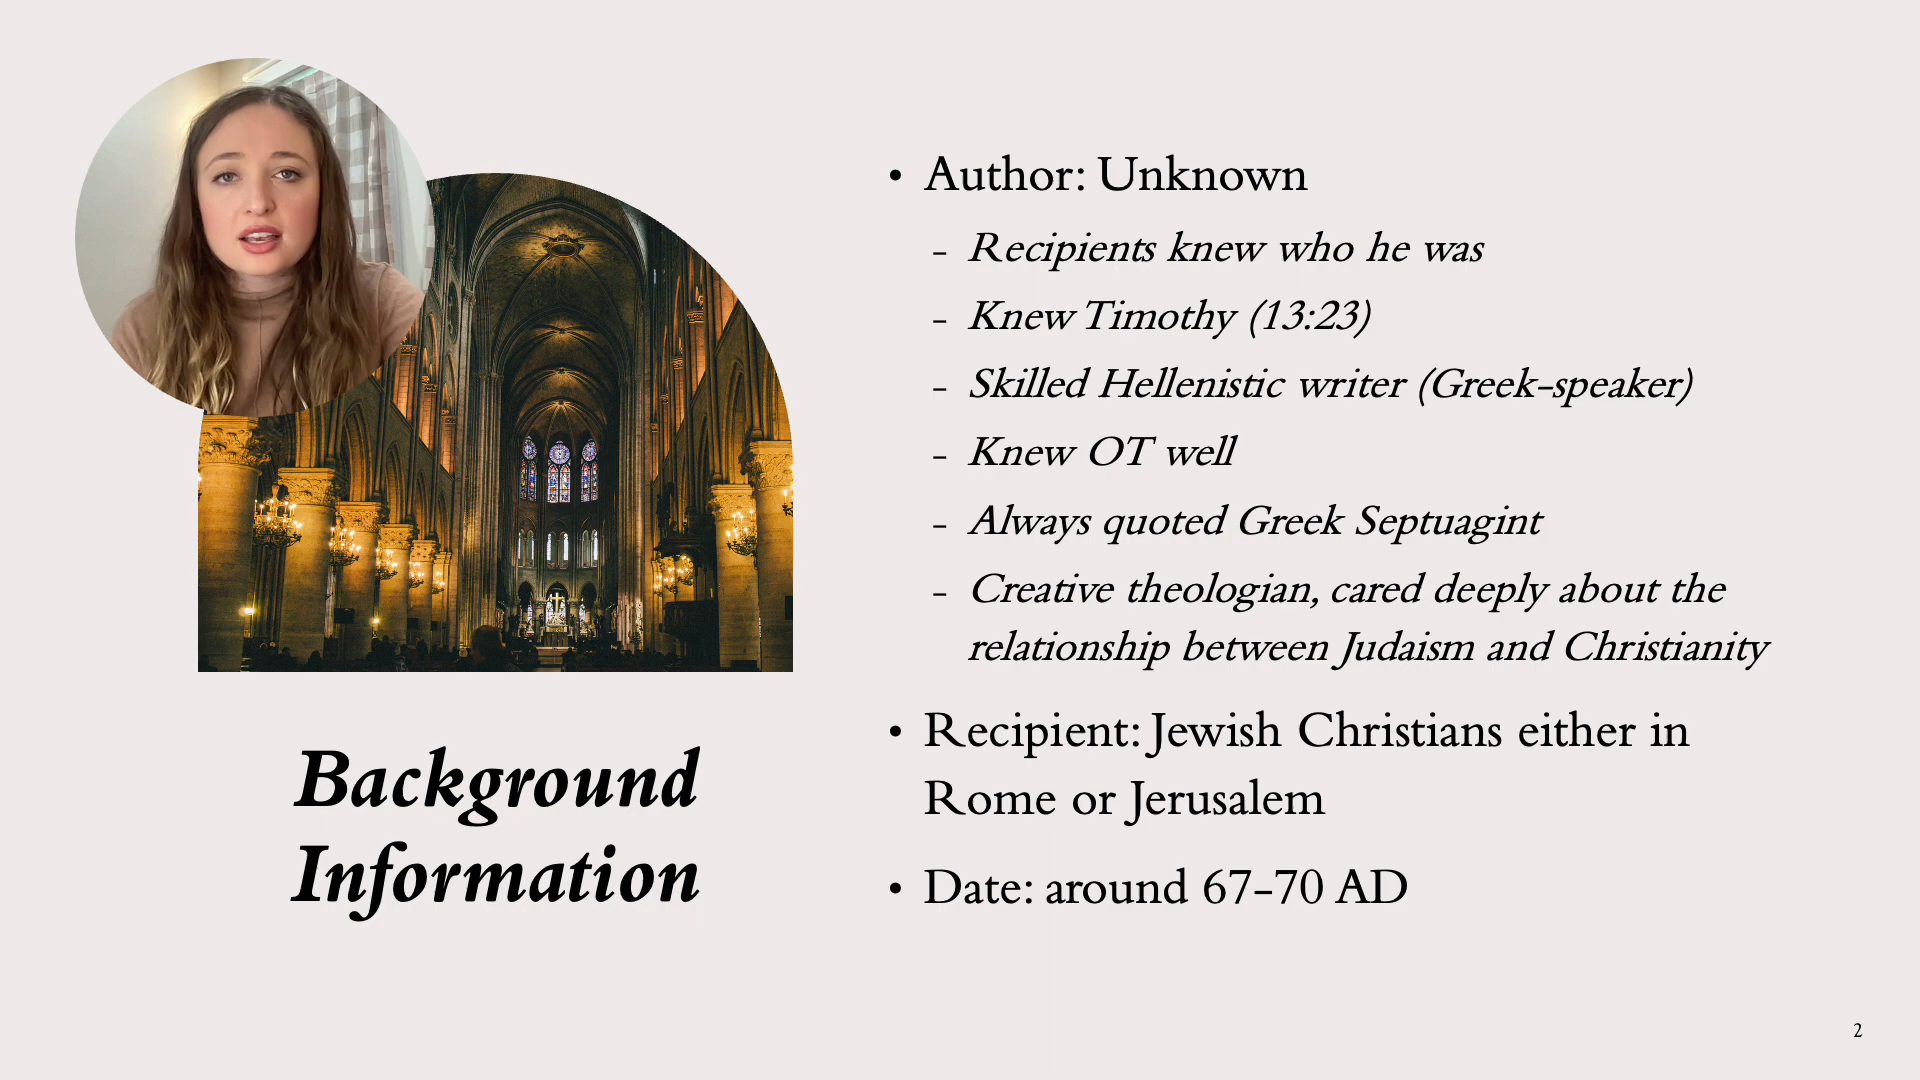 Background
Information
• Author: Unknown
– Recipients knew who he was
– Knew Timothy (13:23)
– Skilled Hellenistic writer (Greek-speaker)
– Knew OT well
– Always quoted Greek Septuagint
– Creative theologian, cared deeply about the
relationship between Judaism and Christianity
• Recipient: Jewish Christians either in
Rome or Jerusalem
• Date: around 67–70 AD
2